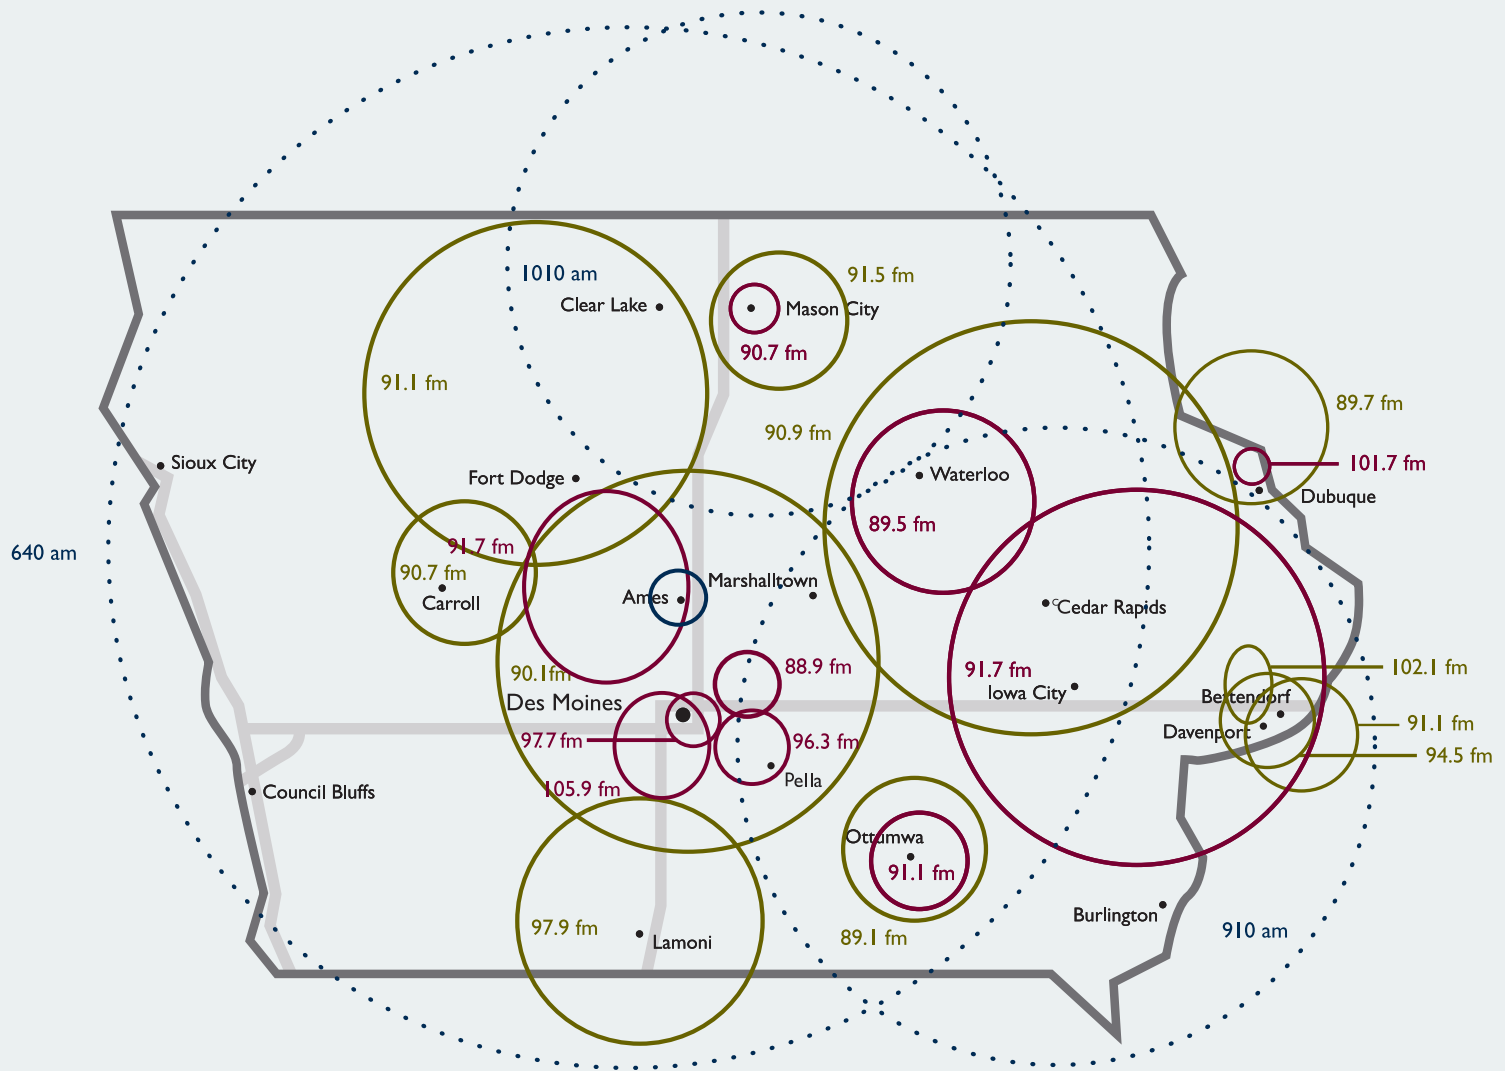 1010 am
91.5 fm
Clear Lake
Mason City
90.7 fm
91.1 fm
89.7 fm
90.9 fm
Sioux City
101.7 fm
Fort Dodge
Waterloo
Dubuque
89.5 fm
640 am
91.7 fm
90.7 fm
Marshalltown
Carroll
Ames
c
Cedar Rapids
90.1fm
88.9 fm
91.7 fm
102.1 fm
Iowa City
Bettendorf
Des Moines
91.1 fm
Davenport
97.7 fm
96.3 fm
94.5 fm
Pella
105.9 fm
Council Bluffs
Ottumwa
91.1 fm
Burlington
97.9 fm
89.1 fm
910 am
Lamoni